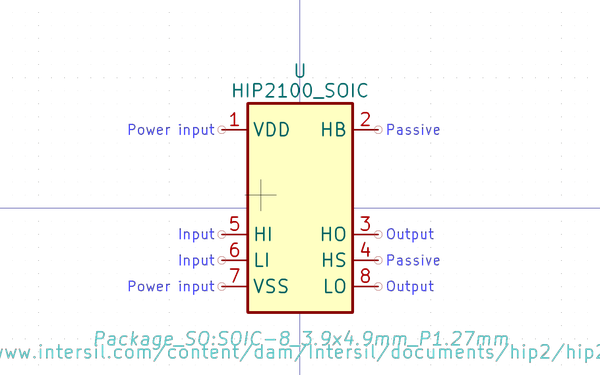 U
HIP2100_SOIC
Power input 1 VDD HB 2 Passive
Input 5 HI HO 3 Output
Input 6 LI HS 4 Passive
Power input 7 VSS LO 8 Output
Package_SO:SOIC-8_3.9x4.9mm_P1.27mm
www.intersil.com/content/dam/Intersil/documents/hip2/hip2